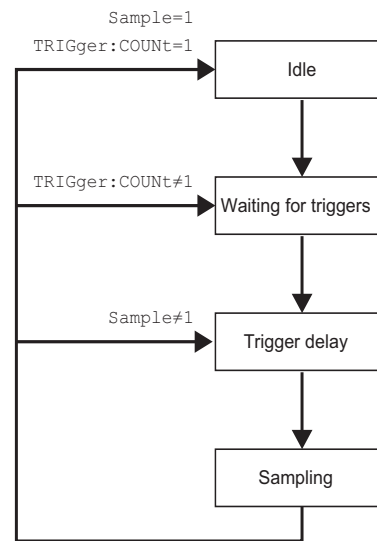 Sample=1
TRIGger:COUNt=1
Idle
TRIGger:COUNt≠1
Waiting for triggers
Sample≠1
Trigger delay
Sampling